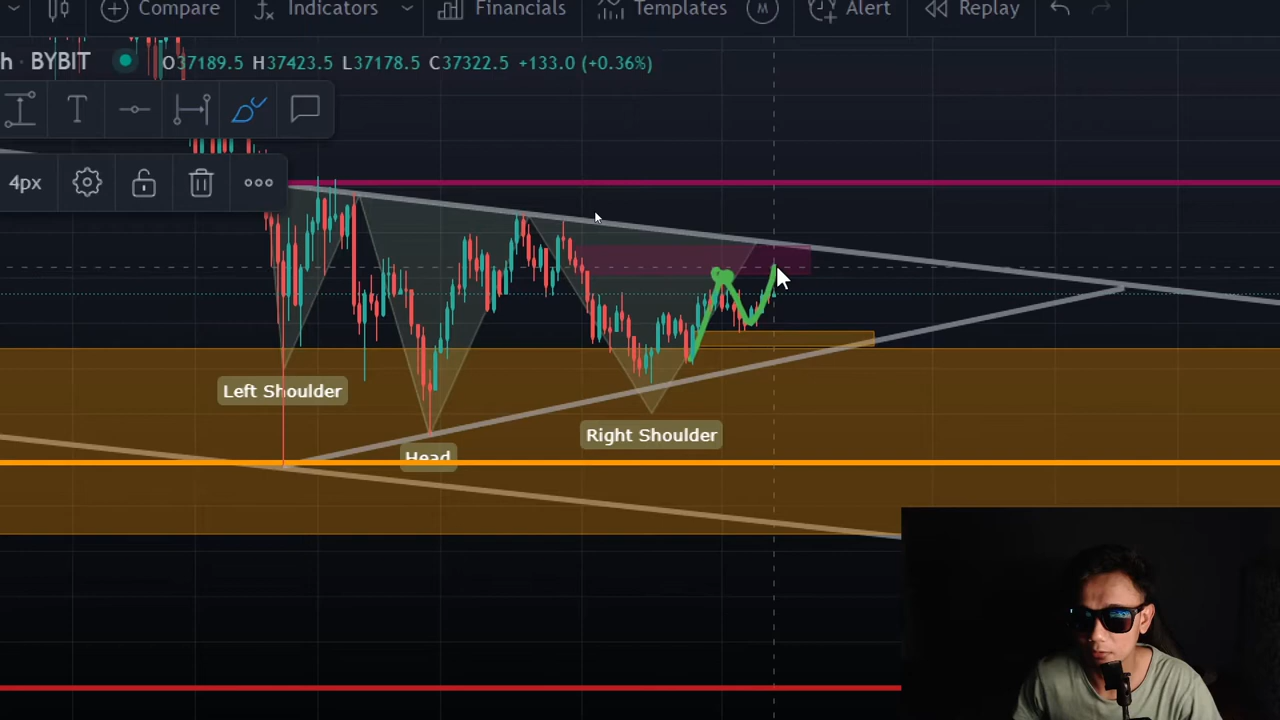 Compare Indicators Financials Templates M Alert Replay
h · BYBIT O37189.5 H37423.5 L37178.5 C37322.5 +133.0 (+0.36%)
T
4px
Left Shoulder
Right Shoulder
Head